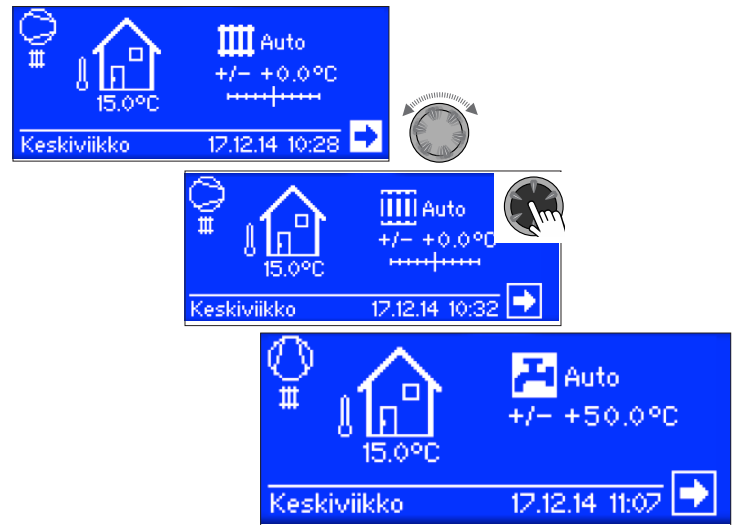 Auto
+/- +0.0°C
15.0°C
Keskiviikko 17.12.14 10:28
Auto
+/- +0.0°C
15.0°C
Keskiviikko 17.12.14 10:32
Auto
+/- +50.0°C
15.0°C
Keskiviikko 17.12.14 11:07